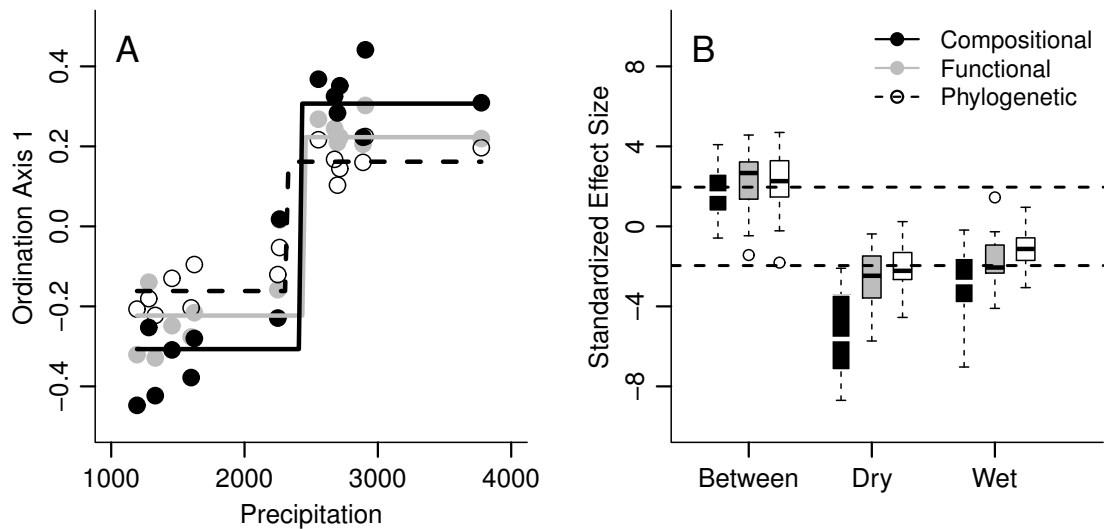 A
Ordination Axis 1
0.4
0.2
0.0
−0.2
−0.4
1000
2000
3000
4000
Precipitation
B
Compositional
Functional
Phylogenetic
Standardized Effect Size
8
4
0
−4
−8
Between
Dry
Wet